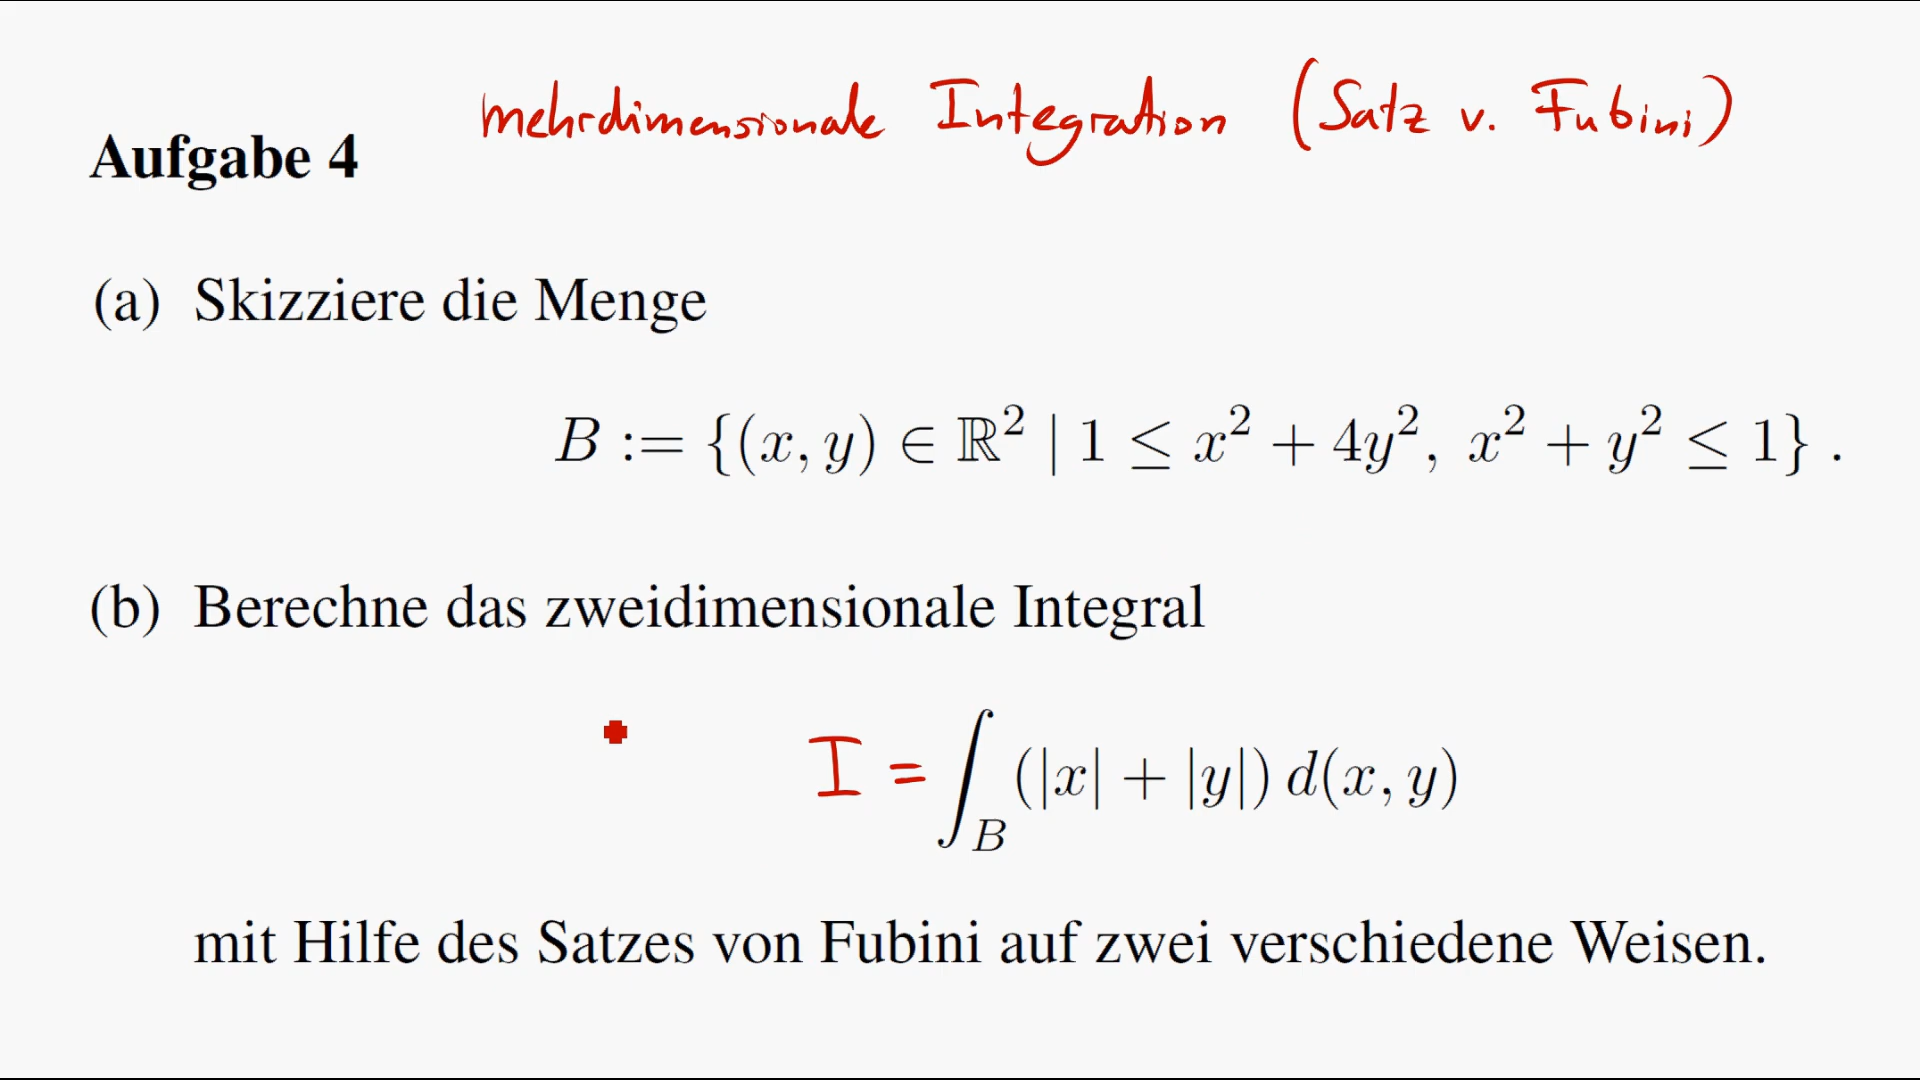 mehrdimensionale Integration (Satz v. Fubini)
Aufgabe 4
(a) Skizziere die Menge
B := {(x, y) ∈ ℝ² | 1 ≤ x² + 4y², x² + y² ≤ 1} .
(b) Berechne das zweidimensionale Integral
I = ∫_B (|x| + |y|) d(x, y)
mit Hilfe des Satzes von Fubini auf zwei verschiedene Weisen.